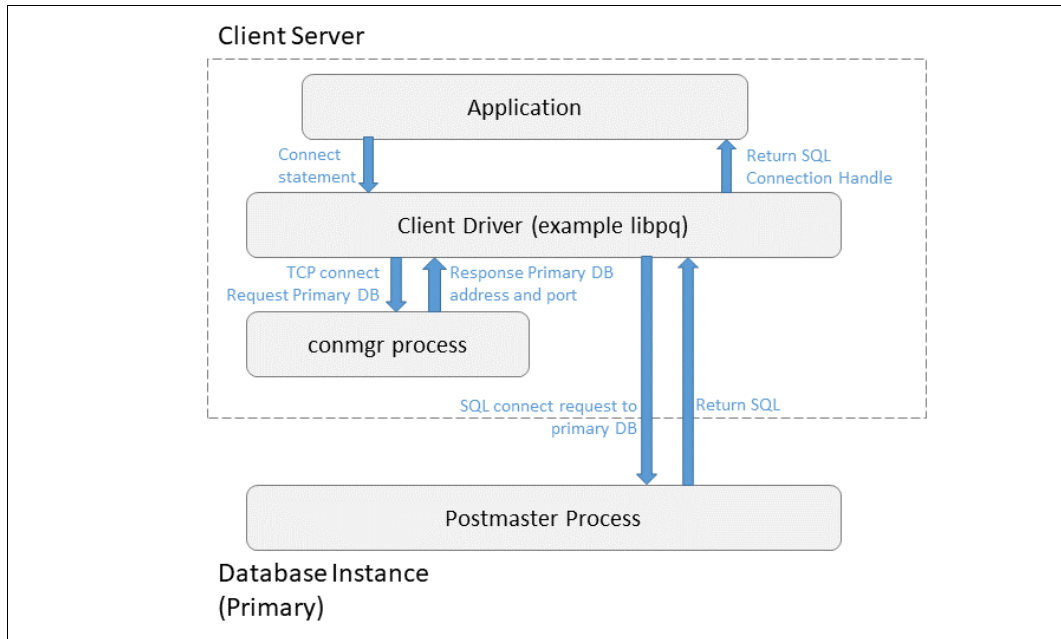 Client Server
Application
Connect
statement
Return SQL
Connection Handle
Client Driver (example libpq)
TCP connect
Request Primary DB
Response Primary DB
address and port
conmgr process
SQL connect request to
primary DB
Return SQL
Postmaster Process
Database Instance
(Primary)